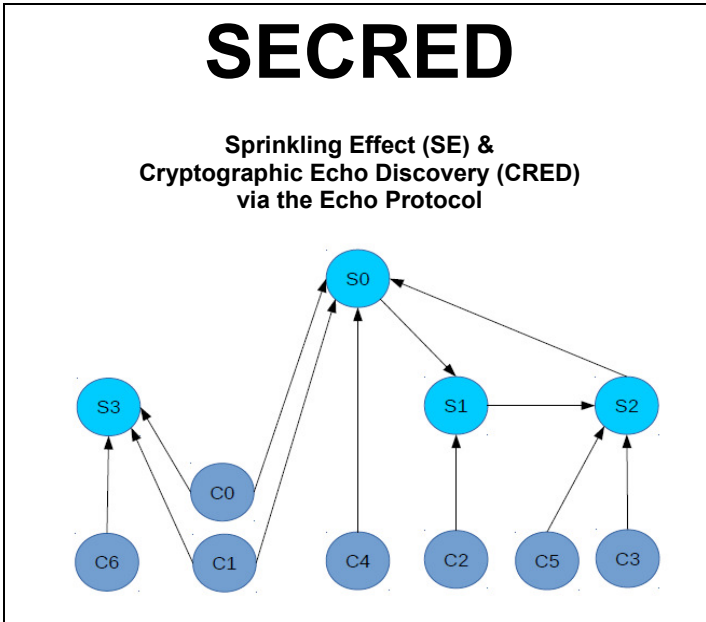 SECRED
Sprinkling Effect (SE) &
Cryptographic Echo Discovery (CRED)
via the Echo Protocol
S0
S3
S1
S2
C0
C6
C1
C4
C2
C5
C3